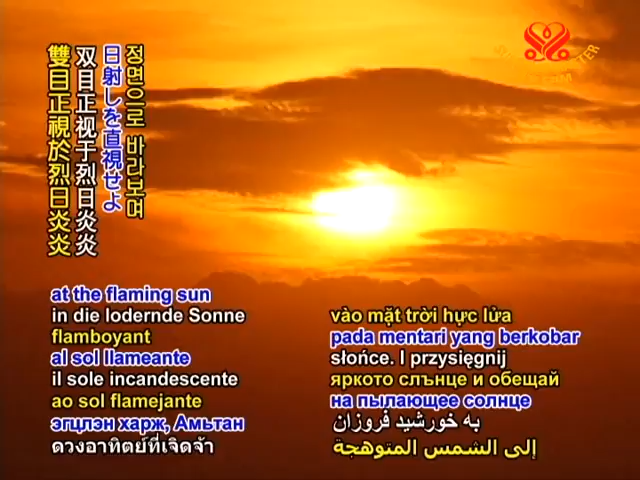 雙目正視於烈日炎炎
双目正视于烈日炎炎
日射しを直視せよ
정면으로 바라보며
at the flaming sun
in die lodernde Sonne
flamboyant
al sol llameante
il sole incandescente
ao sol flamejante
эгцлэн харж, Амьтан
ดวงอาทิตย์ที่เจิดจ้า
vào mặt trời hực lửa
pada mentari yang berkobar
słońce. I przysięgnij
яркото слънце и обещай
на пылающее солнце
به خورشید فروزان
إلى الشمس المتوهجة